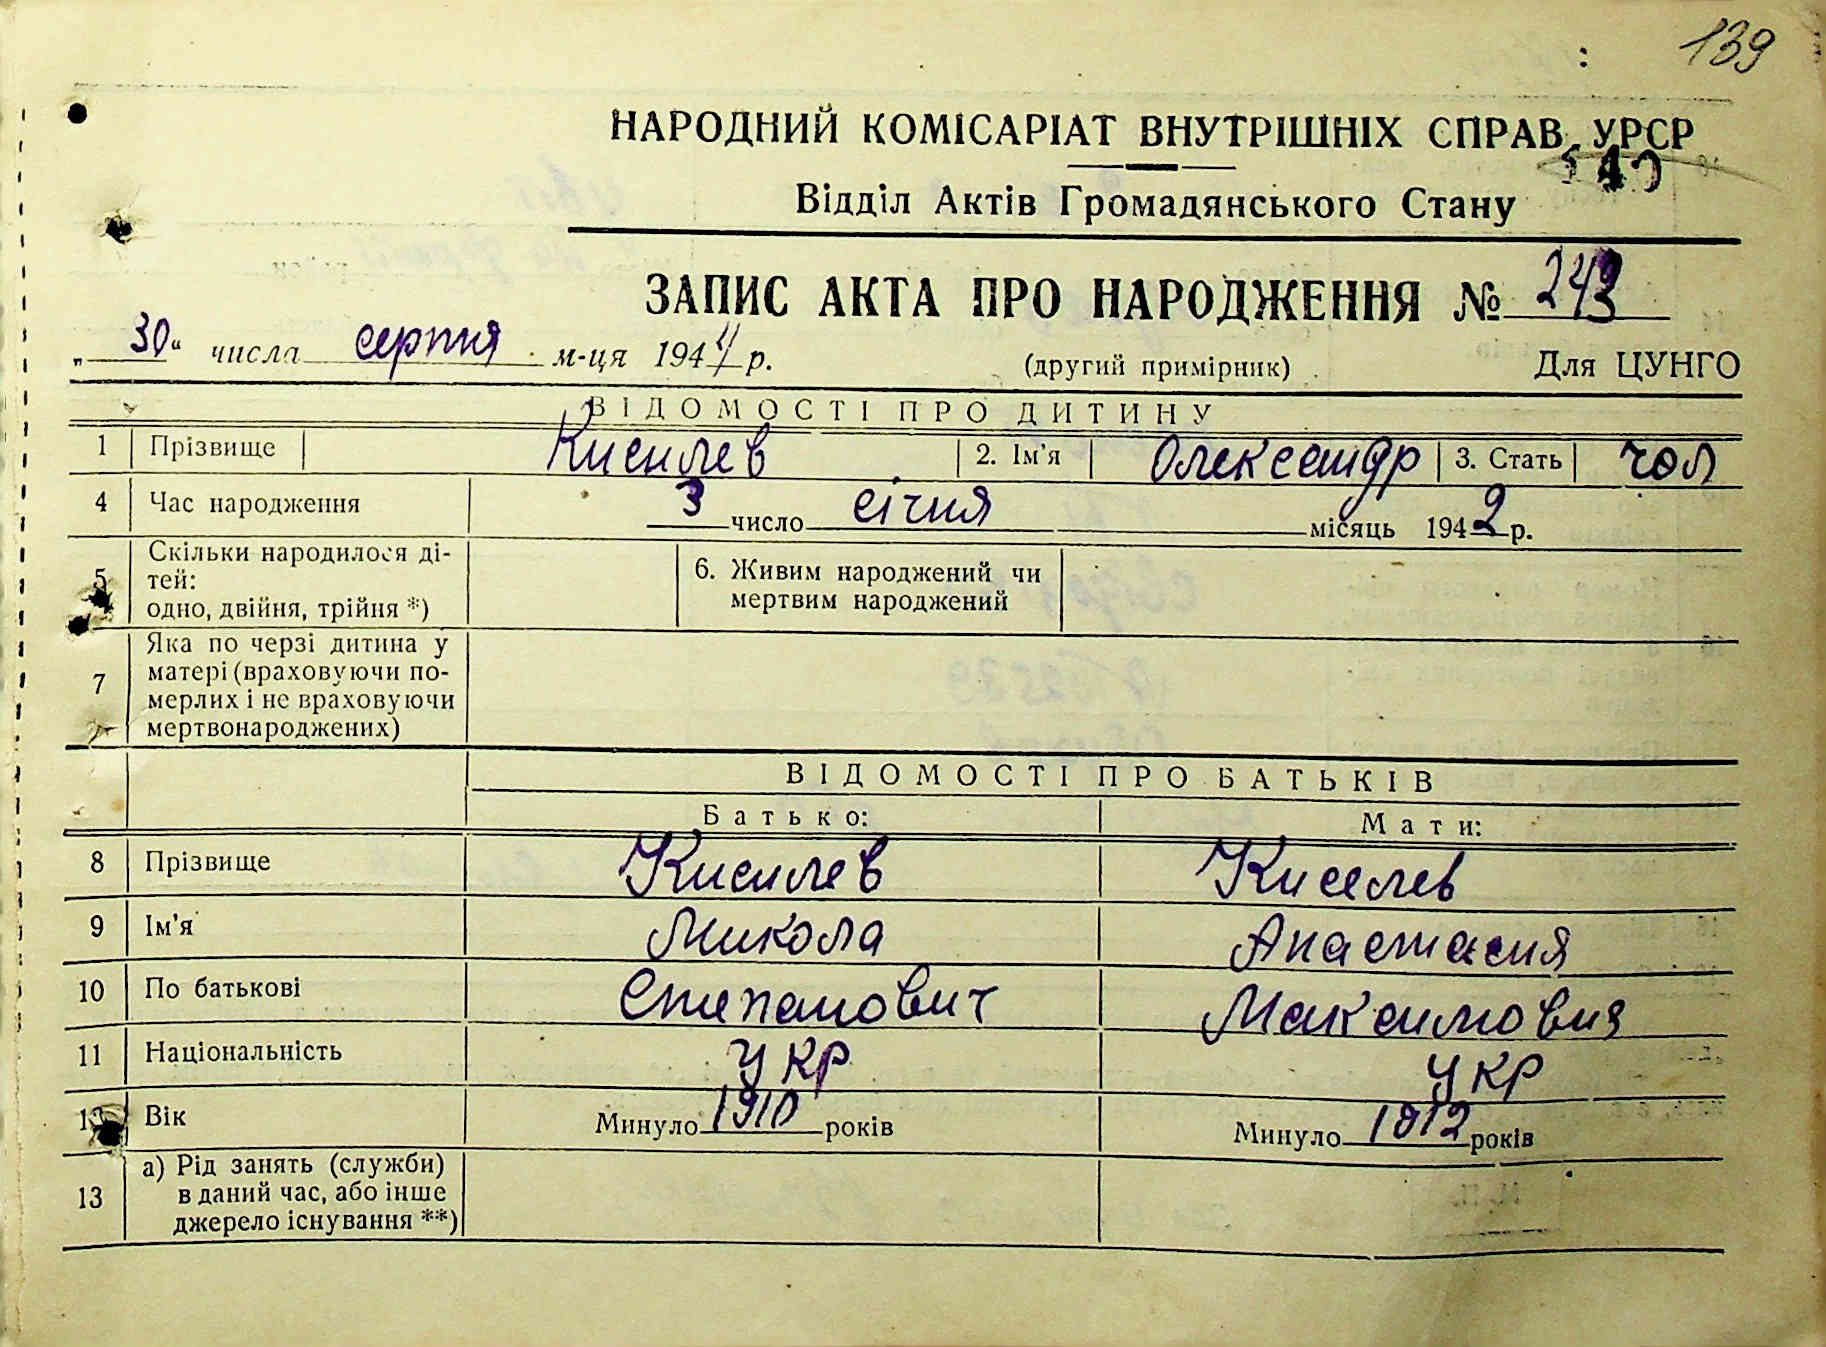 139
НАРОДНИЙ КОМІСАРІАТ ВНУТРІШНІХ СПРАВ УРСР
Відділ Актів Громадянського Стану
ЗАПИС АКТА ПРО НАРОДЖЕННЯ № 243
„30“ числа серпня м-ця 1944 р. (другий примірник) Для ЦУНГО
ВІДОМОСТІ ПРО ДИТИНУ
1 Прізвище Кисилев 2. Ім'я Олександр 3. Стать чол
4 Час народження 3 число січня місяць 1942 р.
5 Скільки народилося ді-
тей:
одно, двійня, трійня *)
6. Живим народжений чи
мертвим народжений
7 Яка по черзі дитина у
матері (враховуючи по-
мерлих і не враховуючи
мертвонароджених)
ВІДОМОСТІ ПРО БАТЬКІВ
Батько: Мати:
8 Прізвище Кисилев Киселев
9 Ім'я Микола Анастасия
10 По батькові Степанович Максимовия
11 Національність укр укр
12 Вік Минуло 1910 років Минуло 1912 років
13 а) Рід занять (служби)
в даний час, або інше
джерело існування **)